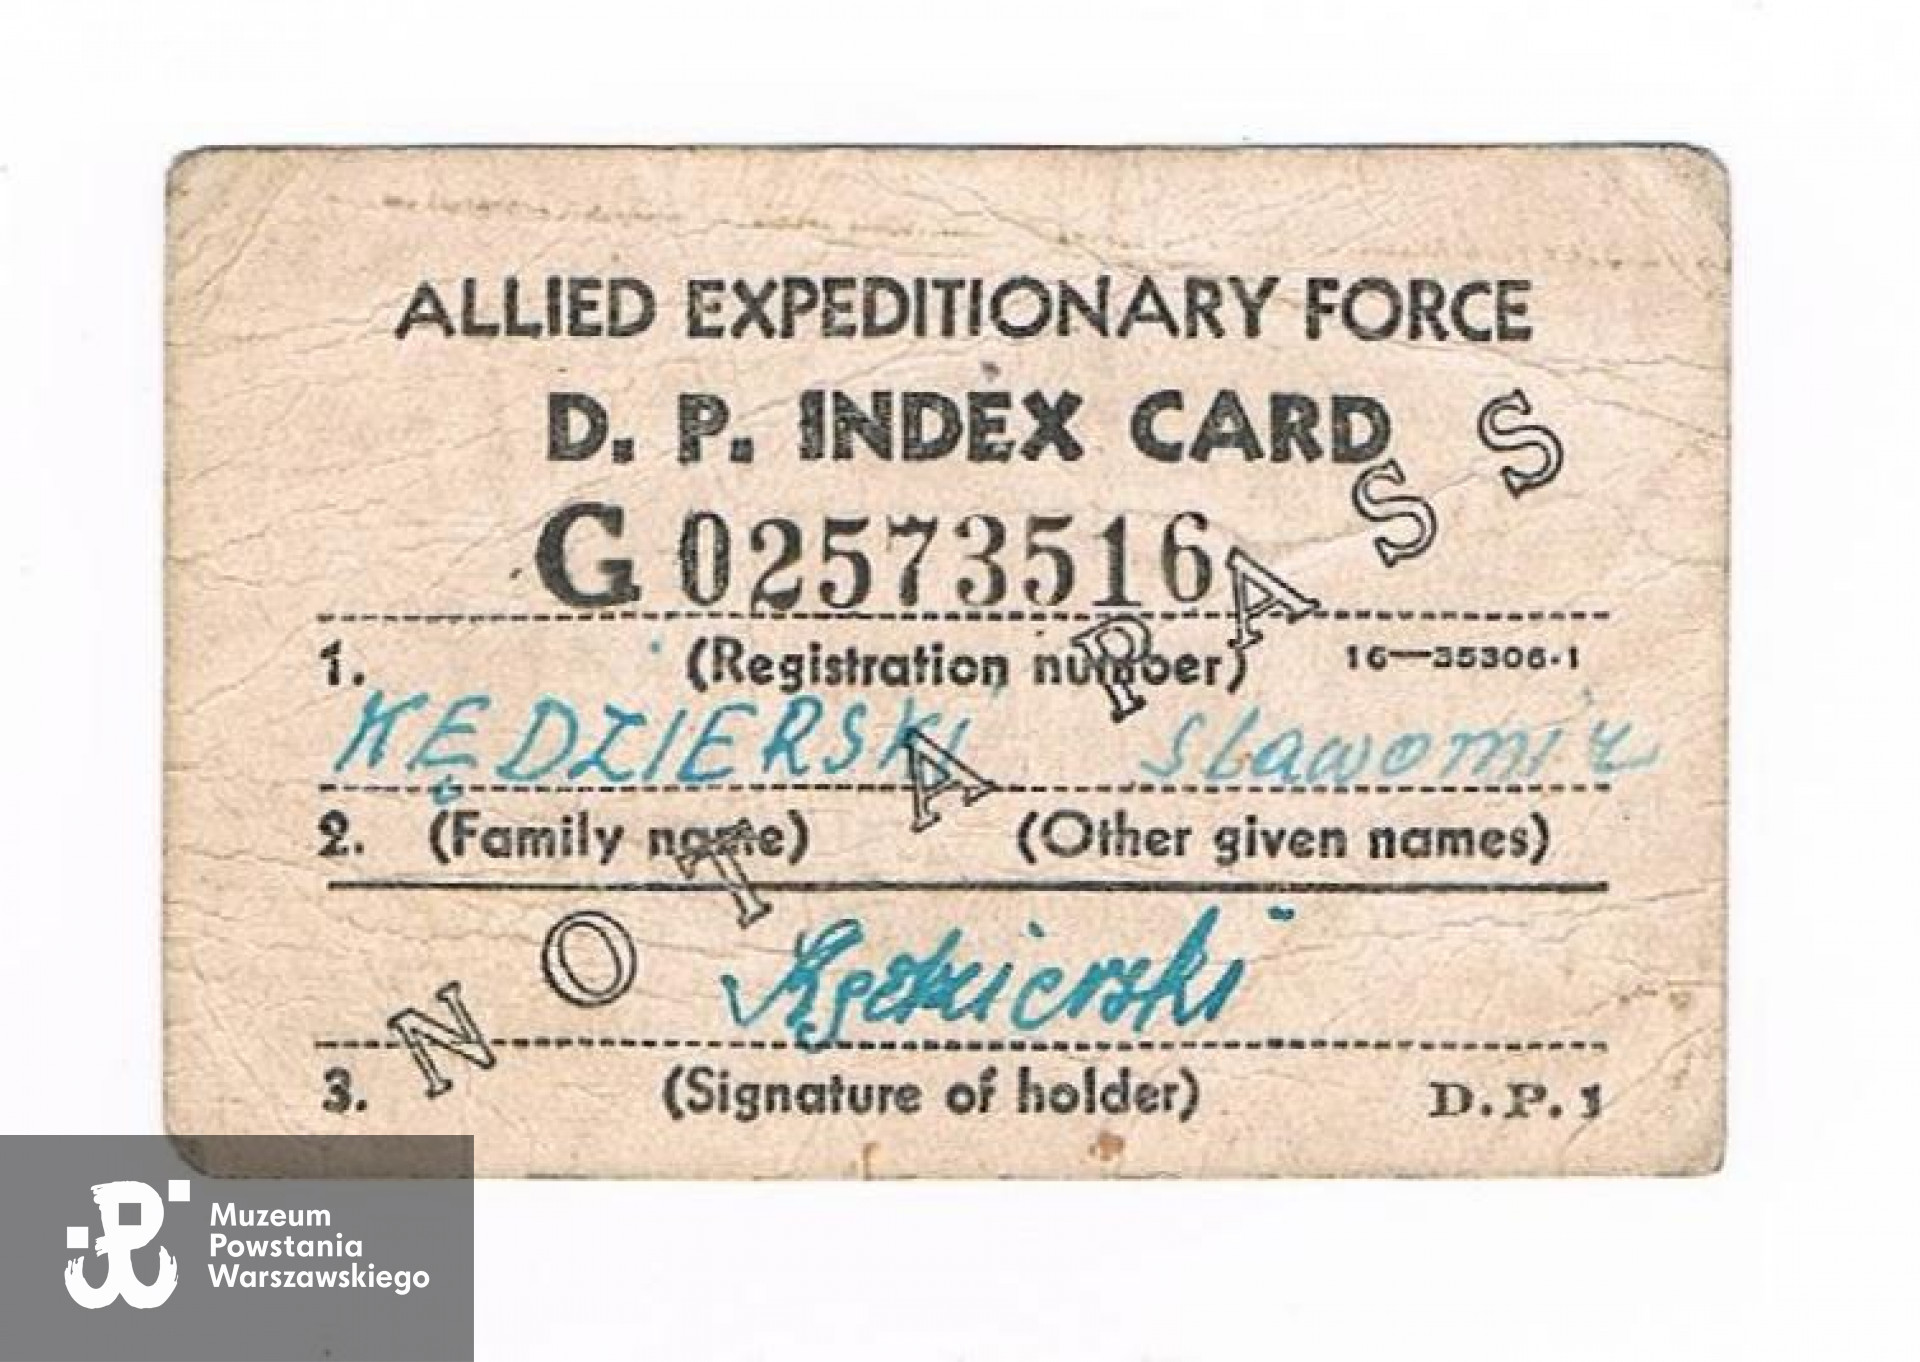 ALLIED EXPEDITIONARY FORCE
D. P. INDEX CARD
G 02573516
1. (Registration number) 16—35306-1
KĘDZIERSKI Sławomir
2. (Family name) (Other given names)
Kędzierski
3. (Signature of holder) D.P. 1
NOT A PASS
Muzeum
Powstania
Warszawskiego